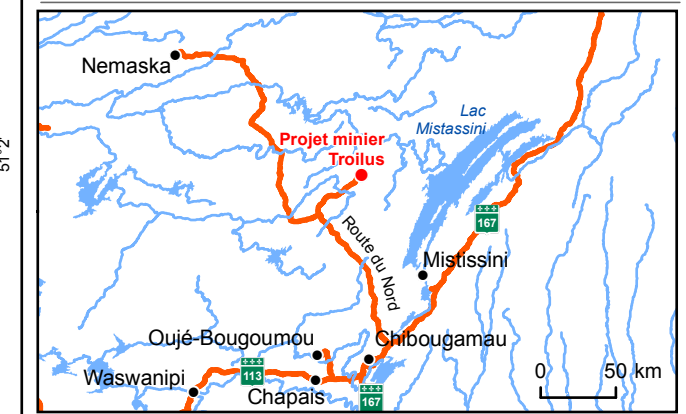 Nemaska
Lac
Mistassini
Projet minier
Troilus
51°2'
167
Route du Nord
Mistissini
Oujé-Bougoumou
Chibougamau
0 50 km
Waswanipi
113
Chapais
167